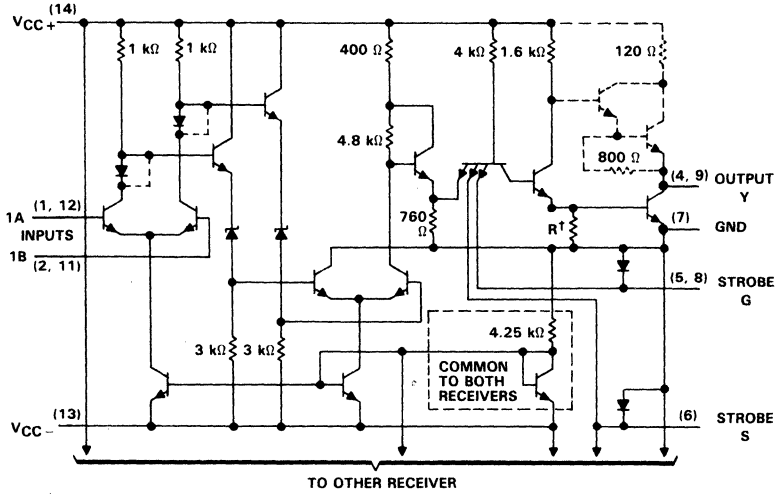 VCC+ (14)
1 kΩ 1 kΩ 400 Ω 4 kΩ 1.6 kΩ 120 Ω
4.8 kΩ
800 Ω
(4, 9) OUTPUT
Y
1A (1, 12)
INPUTS
760
Ω
R†
(7) GND
1B (2, 11)
(5, 8) STROBE
G
3 kΩ 3 kΩ
4.25 kΩ
COMMON
TO BOTH
RECEIVERS
VCC− (13)
(6) STROBE
S
TO OTHER RECEIVER